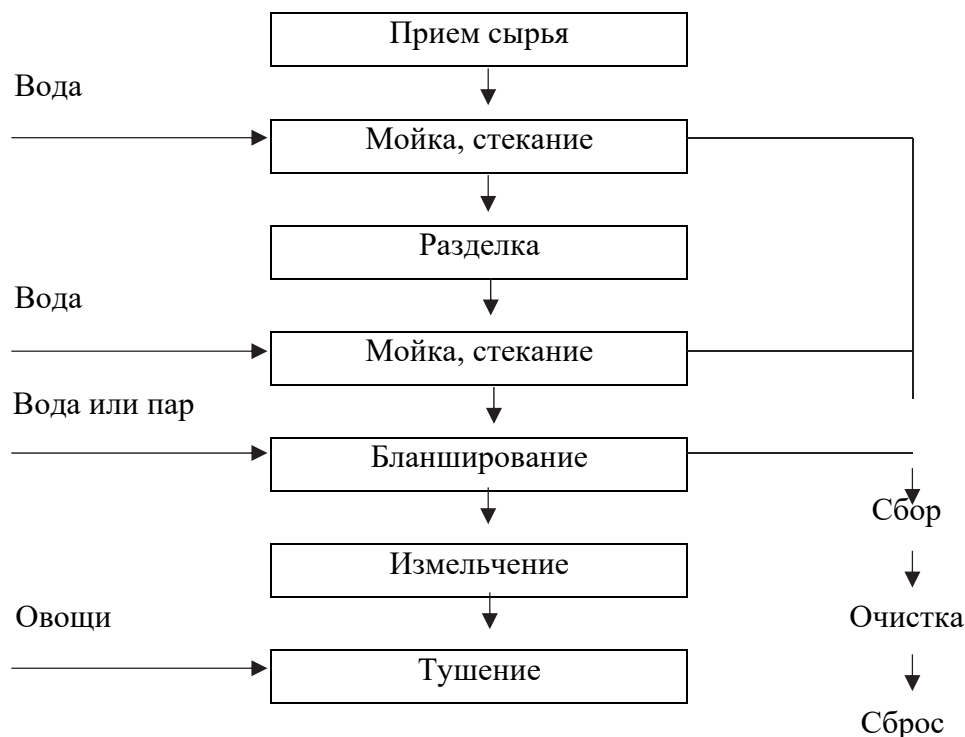 Прием сырья
Вода
Мойка, стекание
Разделка
Вода
Мойка, стекание
Вода или пар
Бланширование
Сбор
Измельчение
Овощи
Очистка
Тушение
Сброс